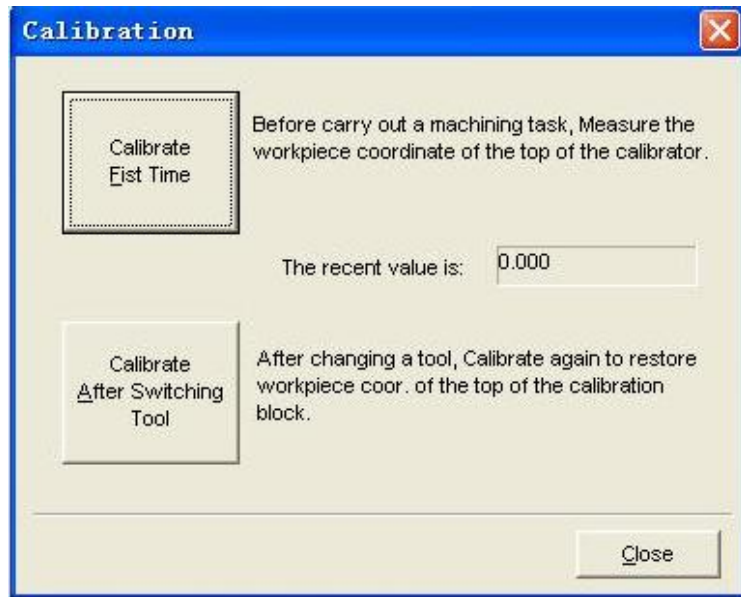 Calibration
Calibrate
Fist Time
Before carry out a machining task, Measure the
workpiece coordinate of the top of the calibrator.
The recent value is:
0.000
Calibrate
After Switching
Tool
After changing a tool, Calibrate again to restore
workpiece coor. of the top of the calibration
block.
Close